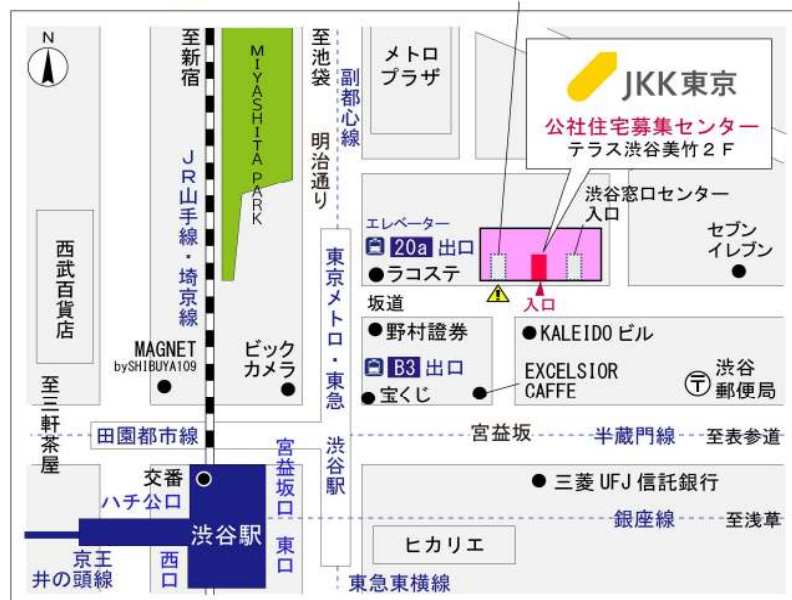 N
至新宿
MIYASHITA PARK
至池袋
副都心線
明治通り
メトロ
プラザ
JKK東京
公社住宅募集センター
テラス渋谷美竹２Ｆ
渋谷窓口センター
入口
JR山手線・埼京線
西武百貨店
エレベーター
20a 出口
ラコステ
セブン
イレブン
入口
坂道
東京メトロ・東急 渋谷駅
野村證券
KALEIDO ビル
MAGNET
bySHIBUYA109
ビック
カメラ
B3 出口
EXCELSIOR
CAFFE
渋谷
郵便局
宝くじ
至三軒茶屋
田園都市線
宮益坂
半蔵門線
至表参道
交番
ハチ公口
宮益坂口
三菱 UFJ 信託銀行
渋谷駅
銀座線
至浅草
京王
井の頭線
西口
東口
ヒカリエ
東急東横線